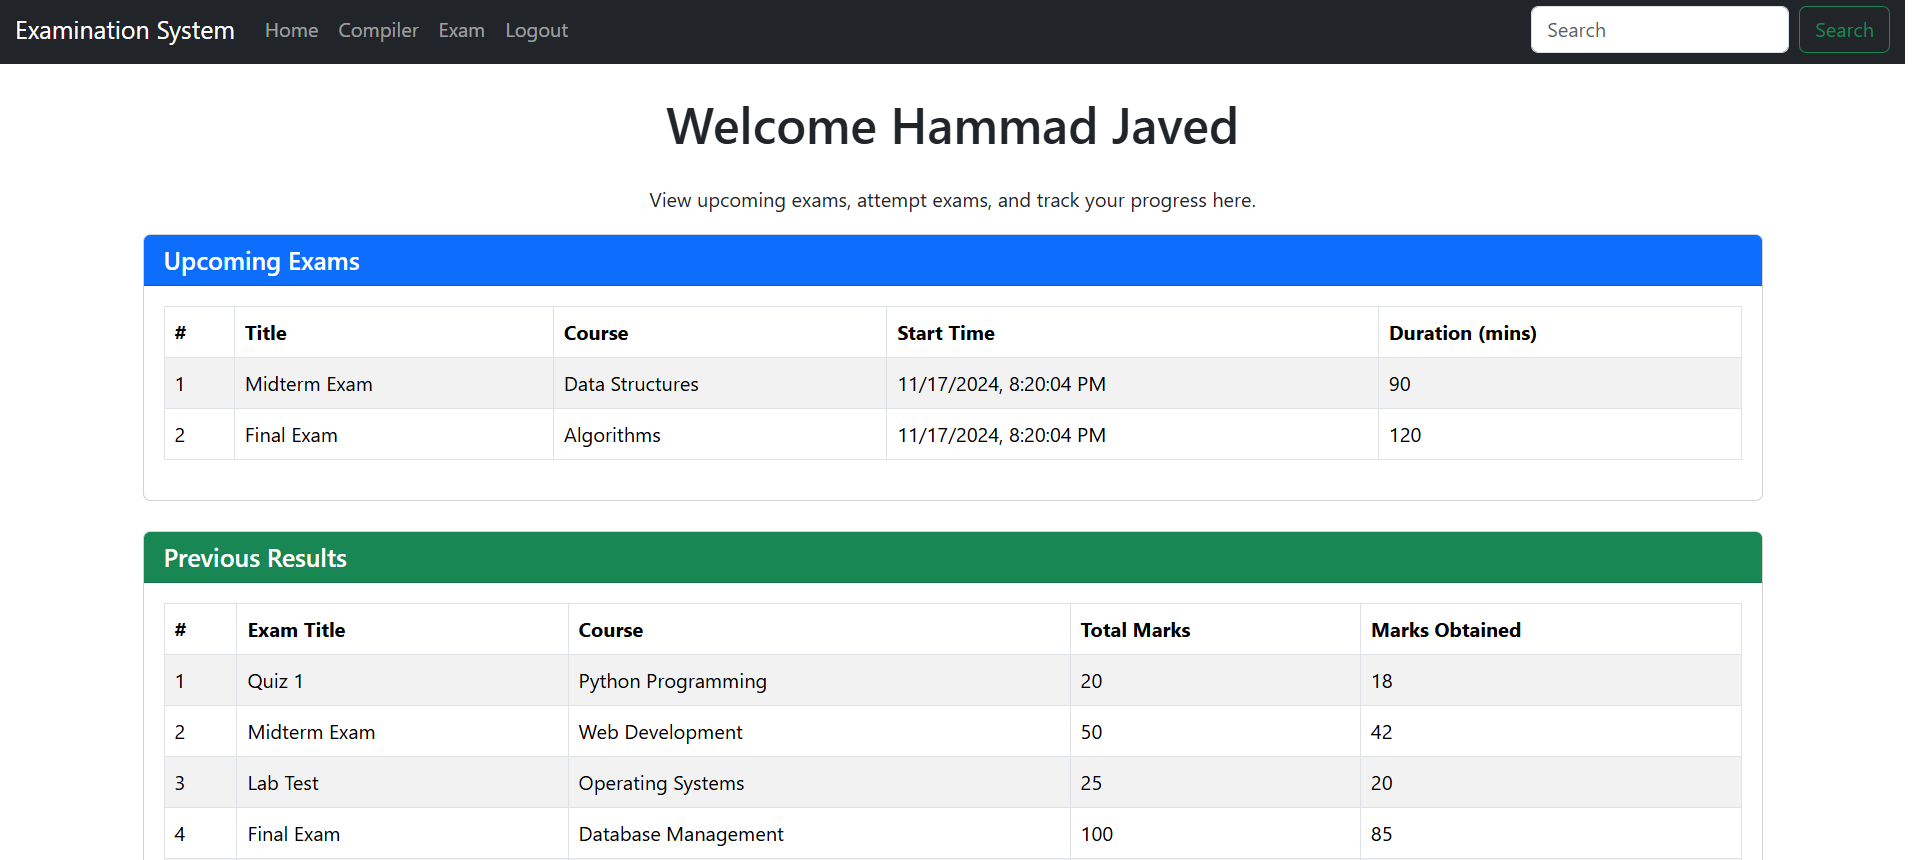 Examination System Home Compiler Exam Logout Search Search
Welcome Hammad Javed
View upcoming exams, attempt exams, and track your progress here.
Upcoming Exams
# Title Course Start Time Duration (mins)
1 Midterm Exam Data Structures 11/17/2024, 8:20:04 PM 90
2 Final Exam Algorithms 11/17/2024, 8:20:04 PM 120
Previous Results
# Exam Title Course Total Marks Marks Obtained
1 Quiz 1 Python Programming 20 18
2 Midterm Exam Web Development 50 42
3 Lab Test Operating Systems 25 20
4 Final Exam Database Management 100 85